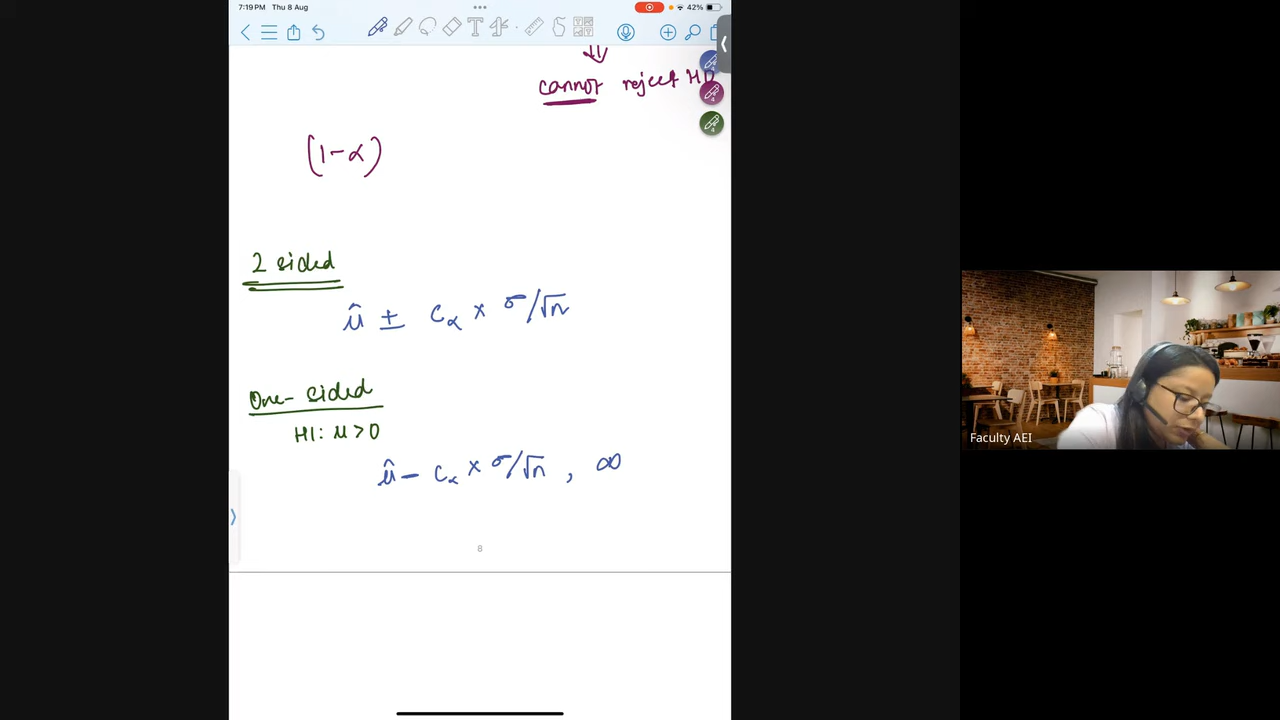 7:19 PM Thu 8 Aug
42%
cannot reject H0
(1-α)
2 sided
μ̂ ± cα × σ/√n
One-sided
H1: μ > 0
μ̂ - cα × σ/√n , ∞
8
Faculty AEI